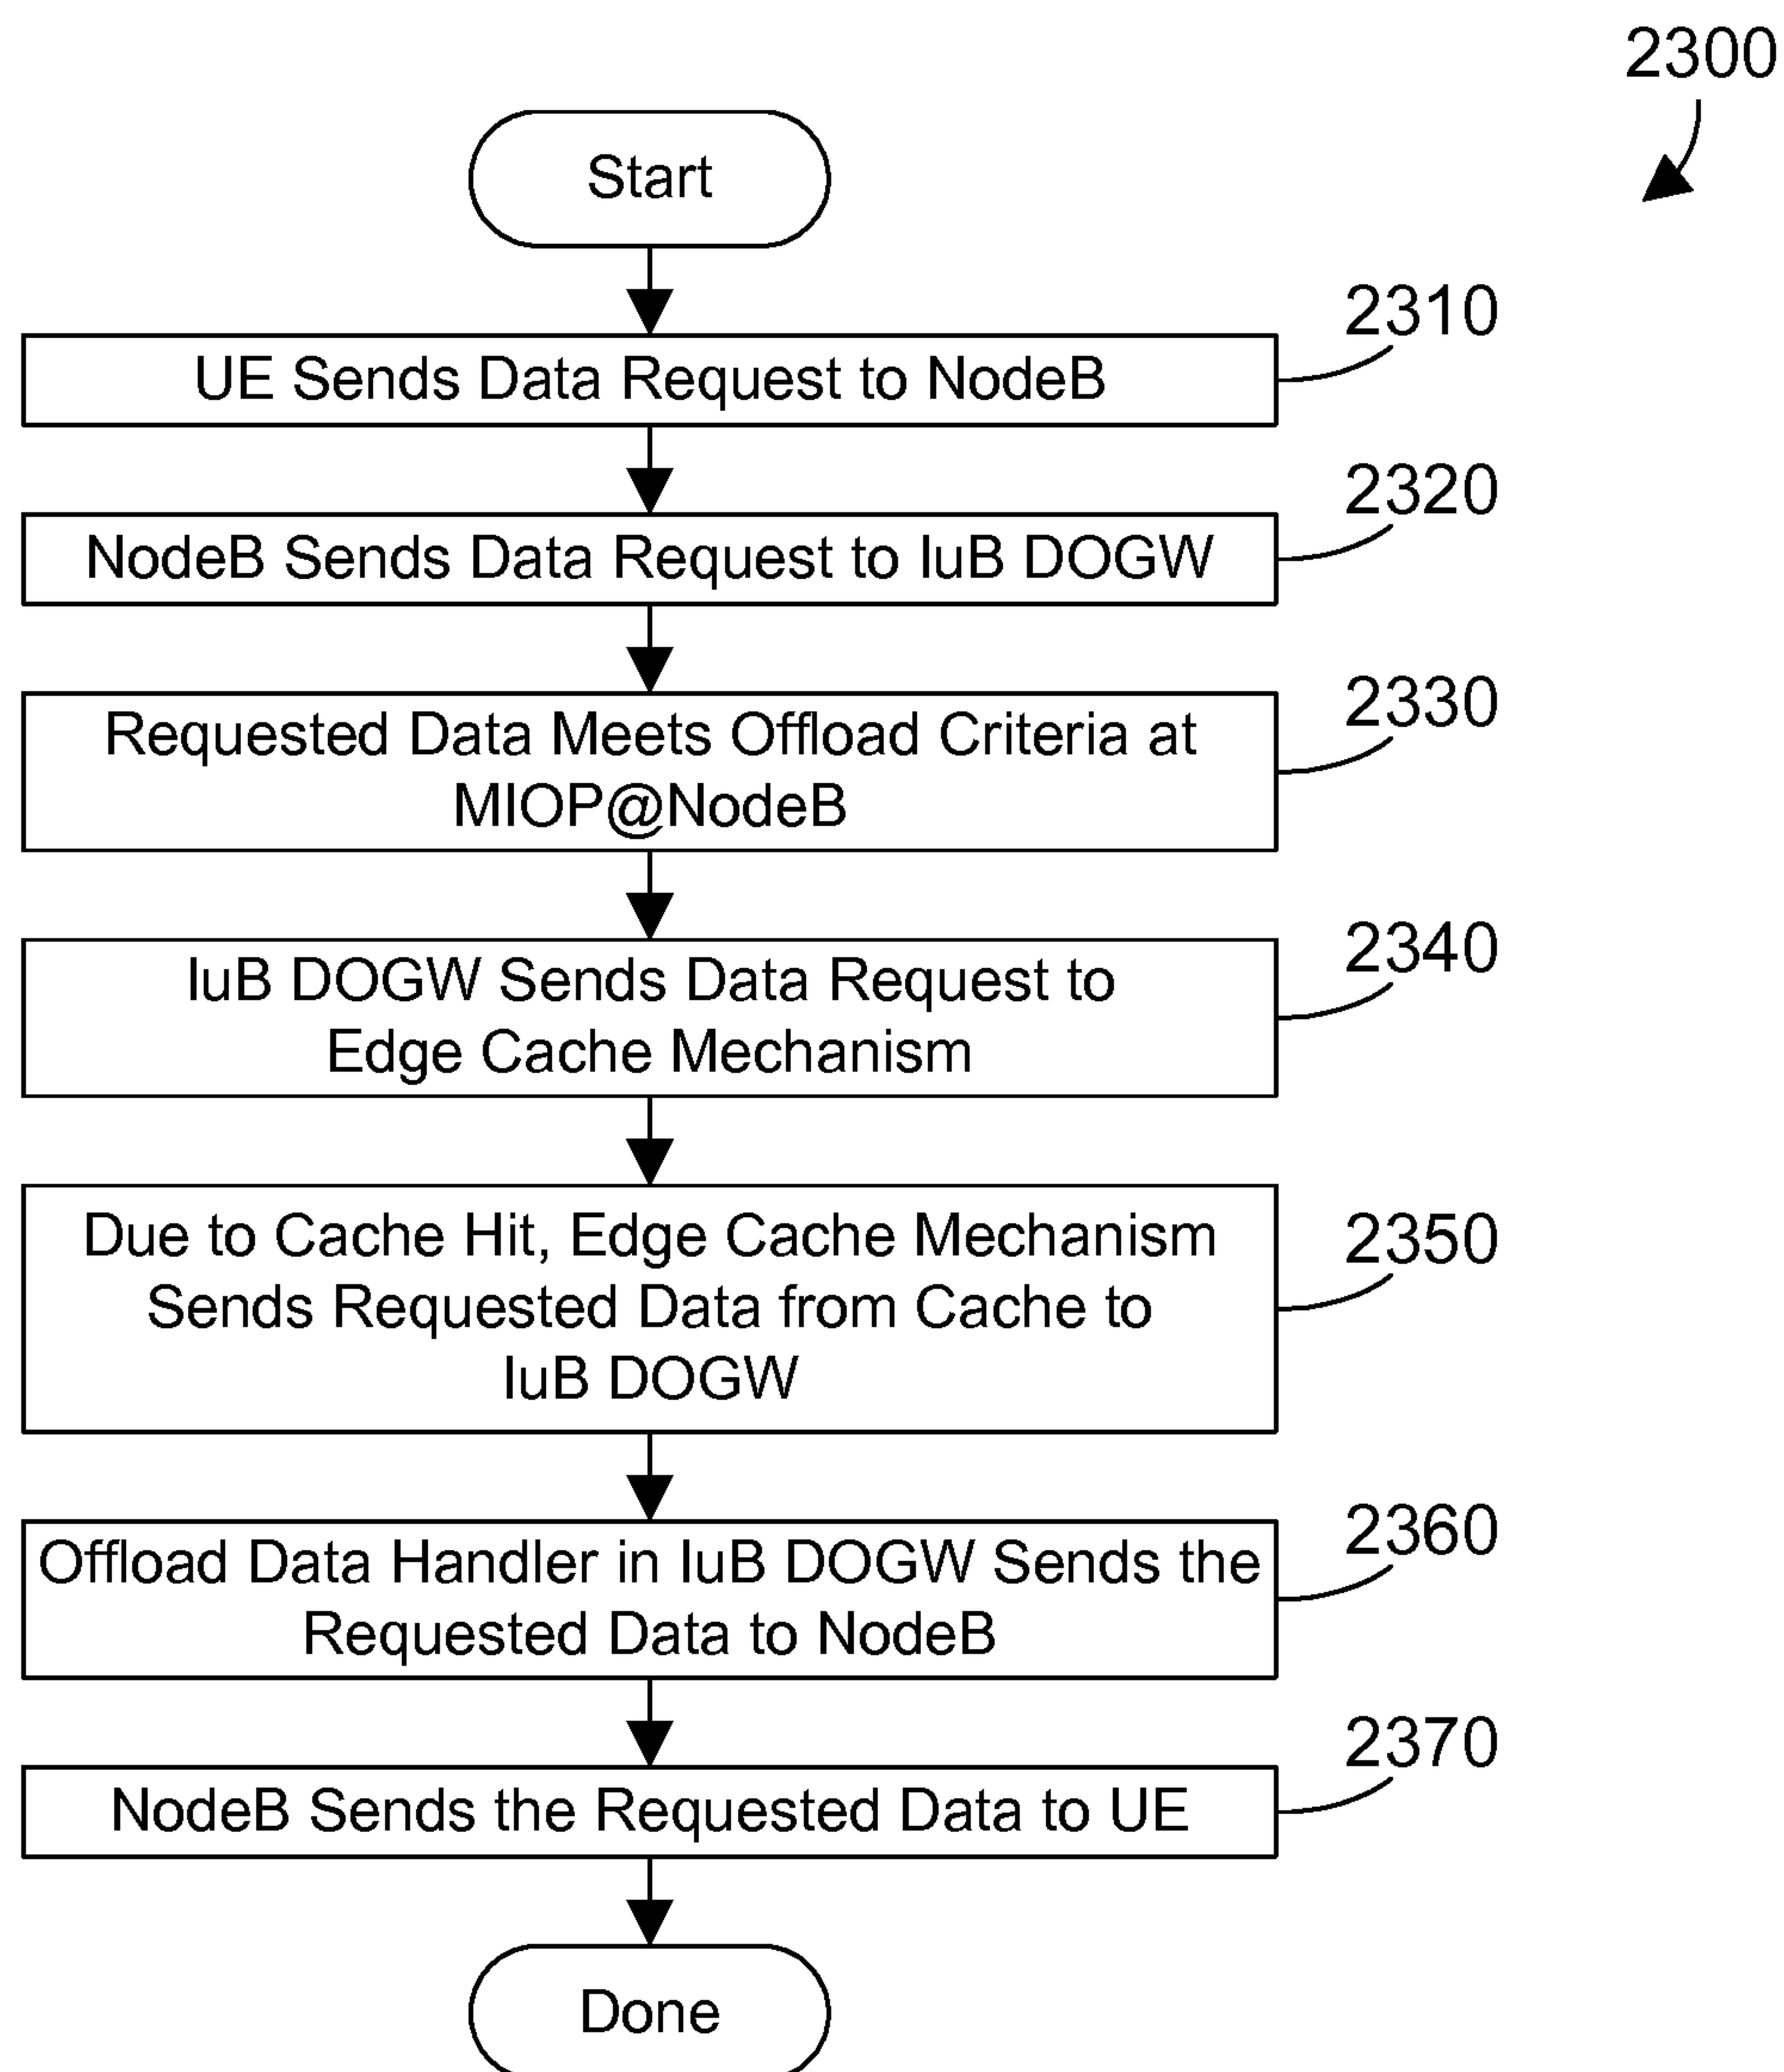 2300
Start
2310
UE Sends Data Request to NodeB
2320
NodeB Sends Data Request to IuB DOGW
2330
Requested Data Meets Offload Criteria at
MIOP@NodeB
2340
IuB DOGW Sends Data Request to
Edge Cache Mechanism
2350
Due to Cache Hit, Edge Cache Mechanism
Sends Requested Data from Cache to
IuB DOGW
2360
Offload Data Handler in IuB DOGW Sends the
Requested Data to NodeB
2370
NodeB Sends the Requested Data to UE
Done